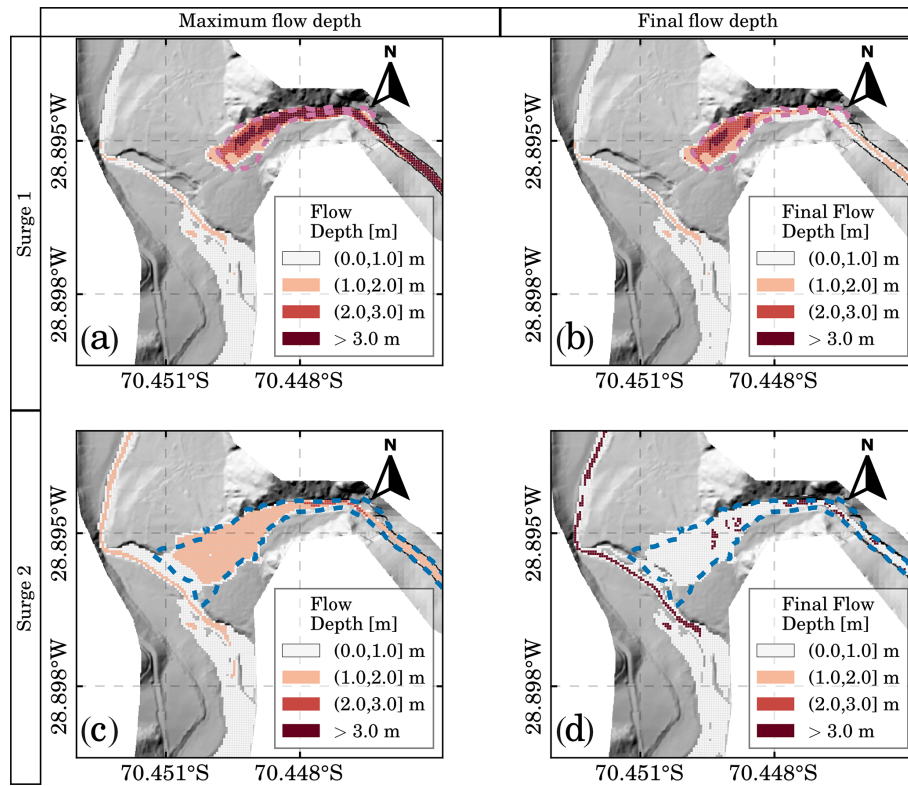 Maximum flow depth
Final flow depth
Surge 1
N
28.895°W
28.898°W
Flow
Depth [m]
(0.0,1.0] m
(1.0,2.0] m
(2.0,3.0] m
> 3.0 m
(a)
70.451°S
70.448°S
N
28.895°W
28.898°W
Final Flow
Depth [m]
(0.0,1.0] m
(1.0,2.0] m
(2.0,3.0] m
> 3.0 m
(b)
70.451°S
70.448°S
Surge 2
N
28.895°W
28.898°W
Flow
Depth [m]
(0.0,1.0] m
(1.0,2.0] m
(2.0,3.0] m
> 3.0 m
(c)
70.451°S
70.448°S
N
28.895°W
28.898°W
Final Flow
Depth [m]
(0.0,1.0] m
(1.0,2.0] m
(2.0,3.0] m
> 3.0 m
(d)
70.451°S
70.448°S